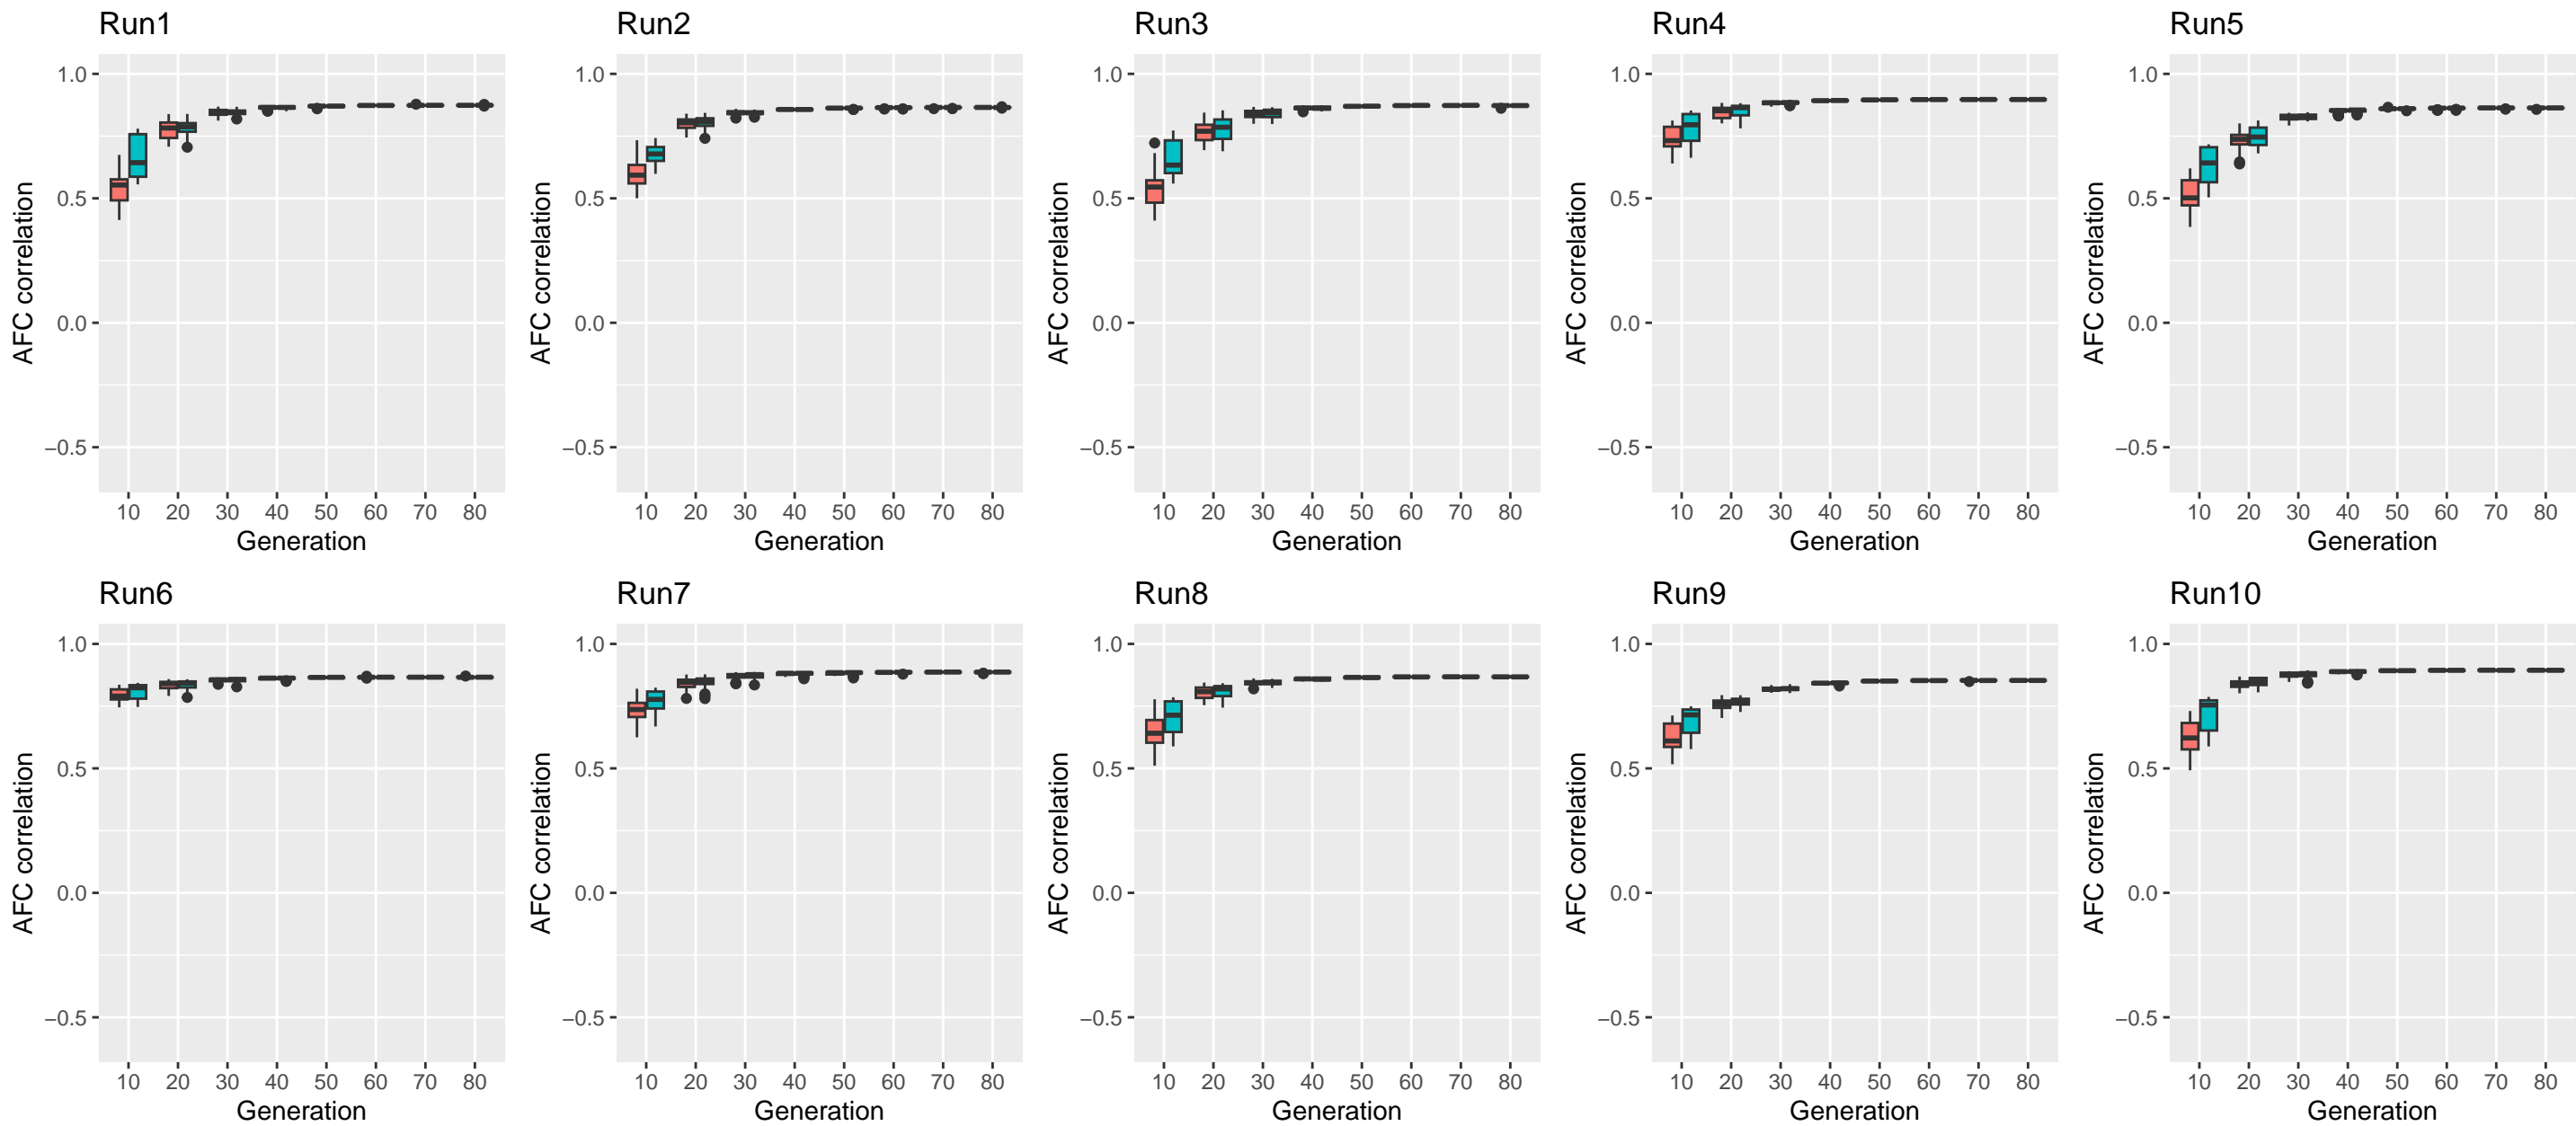 Run1 Run2 Run3 Run4 Run5
1.0 1.0 1.0 1.0 1.0
0.5 0.5 0.5 0.5 0.5
0.0 0.0 0.0 0.0 0.0
−0.5 −0.5 −0.5 −0.5 −0.5
AFC correlation AFC correlation AFC correlation AFC correlation AFC correlation
10 20 30 40 50 60 70 80 10 20 30 40 50 60 70 80 10 20 30 40 50 60 70 80 10 20 30 40 50 60 70 80 10 20 30 40 50 60 70 80
Generation Generation Generation Generation Generation
Run6 Run7 Run8 Run9 Run10
1.0 1.0 1.0 1.0 1.0
0.5 0.5 0.5 0.5 0.5
0.0 0.0 0.0 0.0 0.0
−0.5 −0.5 −0.5 −0.5 −0.5
AFC correlation AFC correlation AFC correlation AFC correlation AFC correlation
10 20 30 40 50 60 70 80 10 20 30 40 50 60 70 80 10 20 30 40 50 60 70 80 10 20 30 40 50 60 70 80 10 20 30 40 50 60 70 80
Generation Generation Generation Generation Generation